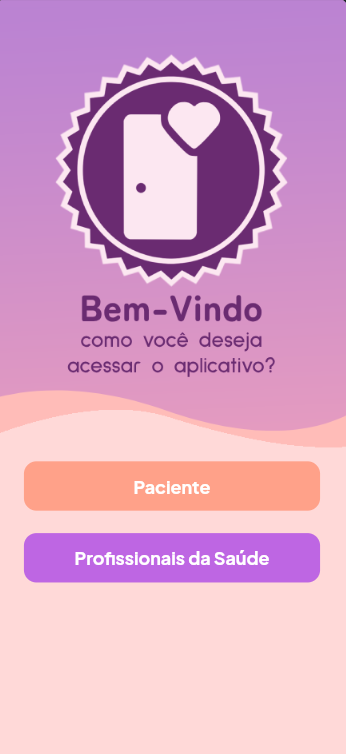 Bem-Vindo
como você deseja
acessar o aplicativo?
Paciente
Profissionais da Saúde